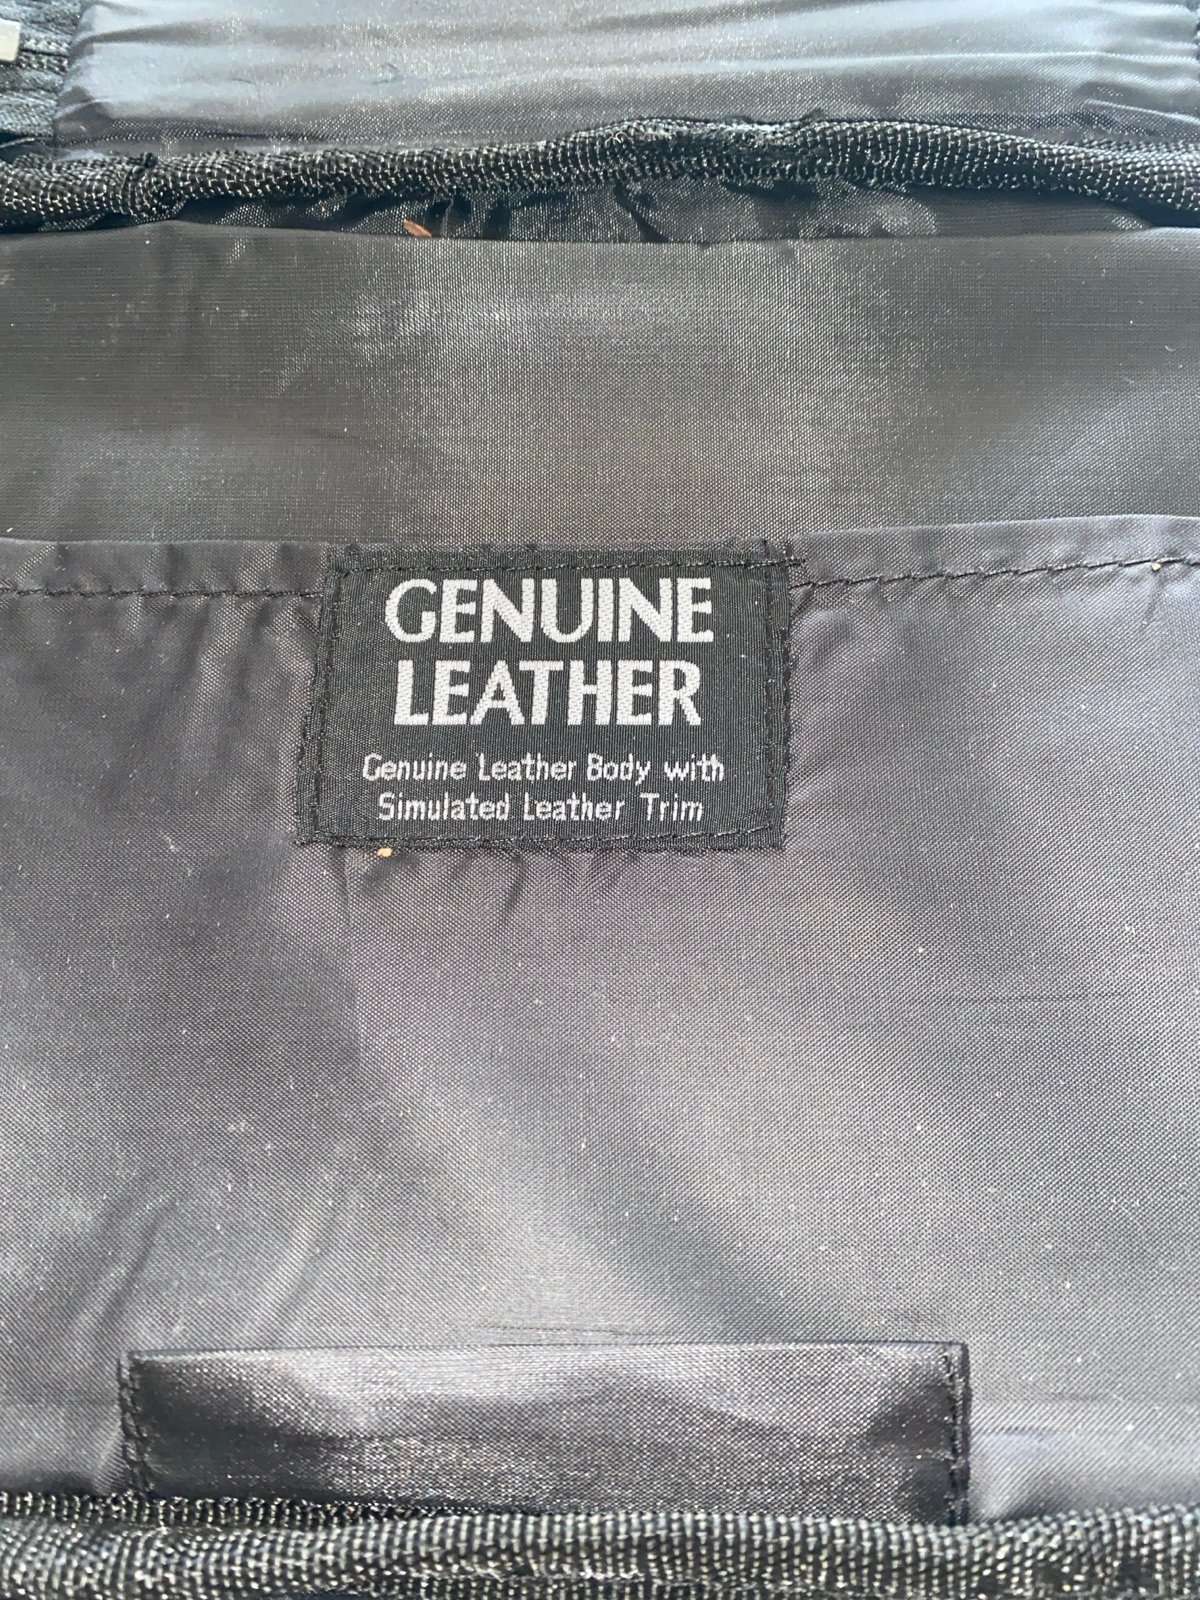 GENUINE
LEATHER
Genuine Leather Body with
Simulated Leather Trim